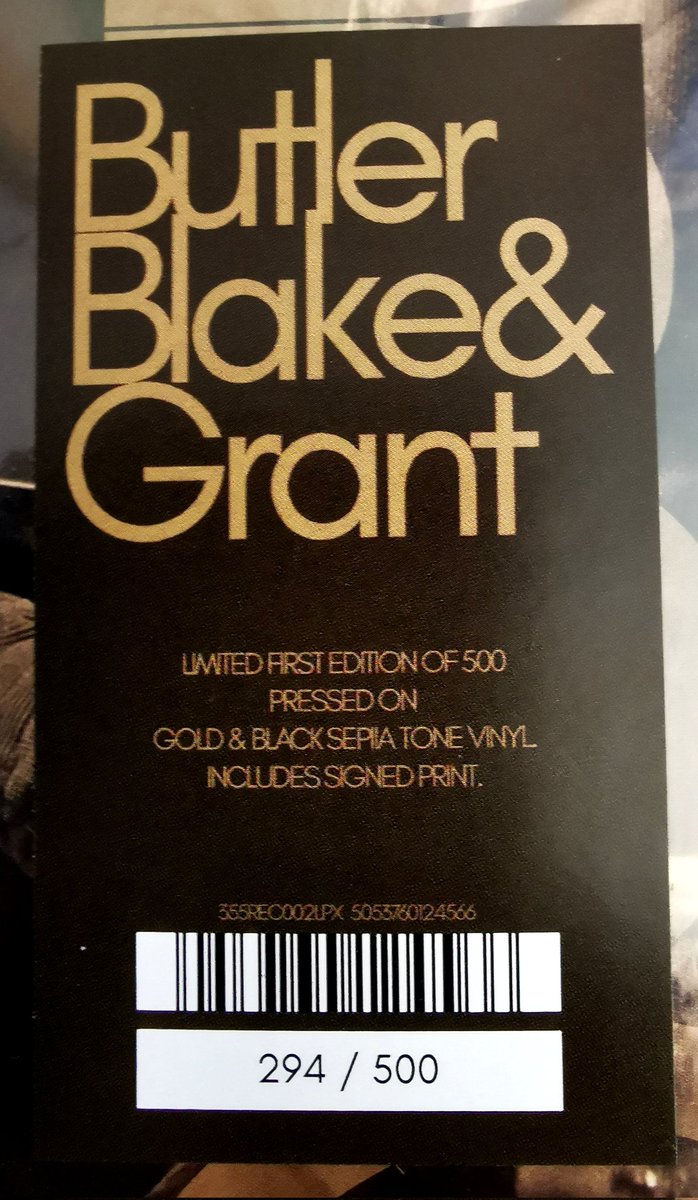 Butler
Blake &
Grant
LIMITED FIRST EDITION OF 500
PRESSED ON
GOLD & BLACK SEPIIA TONE VINYL.
INCLUDES SIGNED PRINT.
355REC002LPX 5053760124566
294 / 500